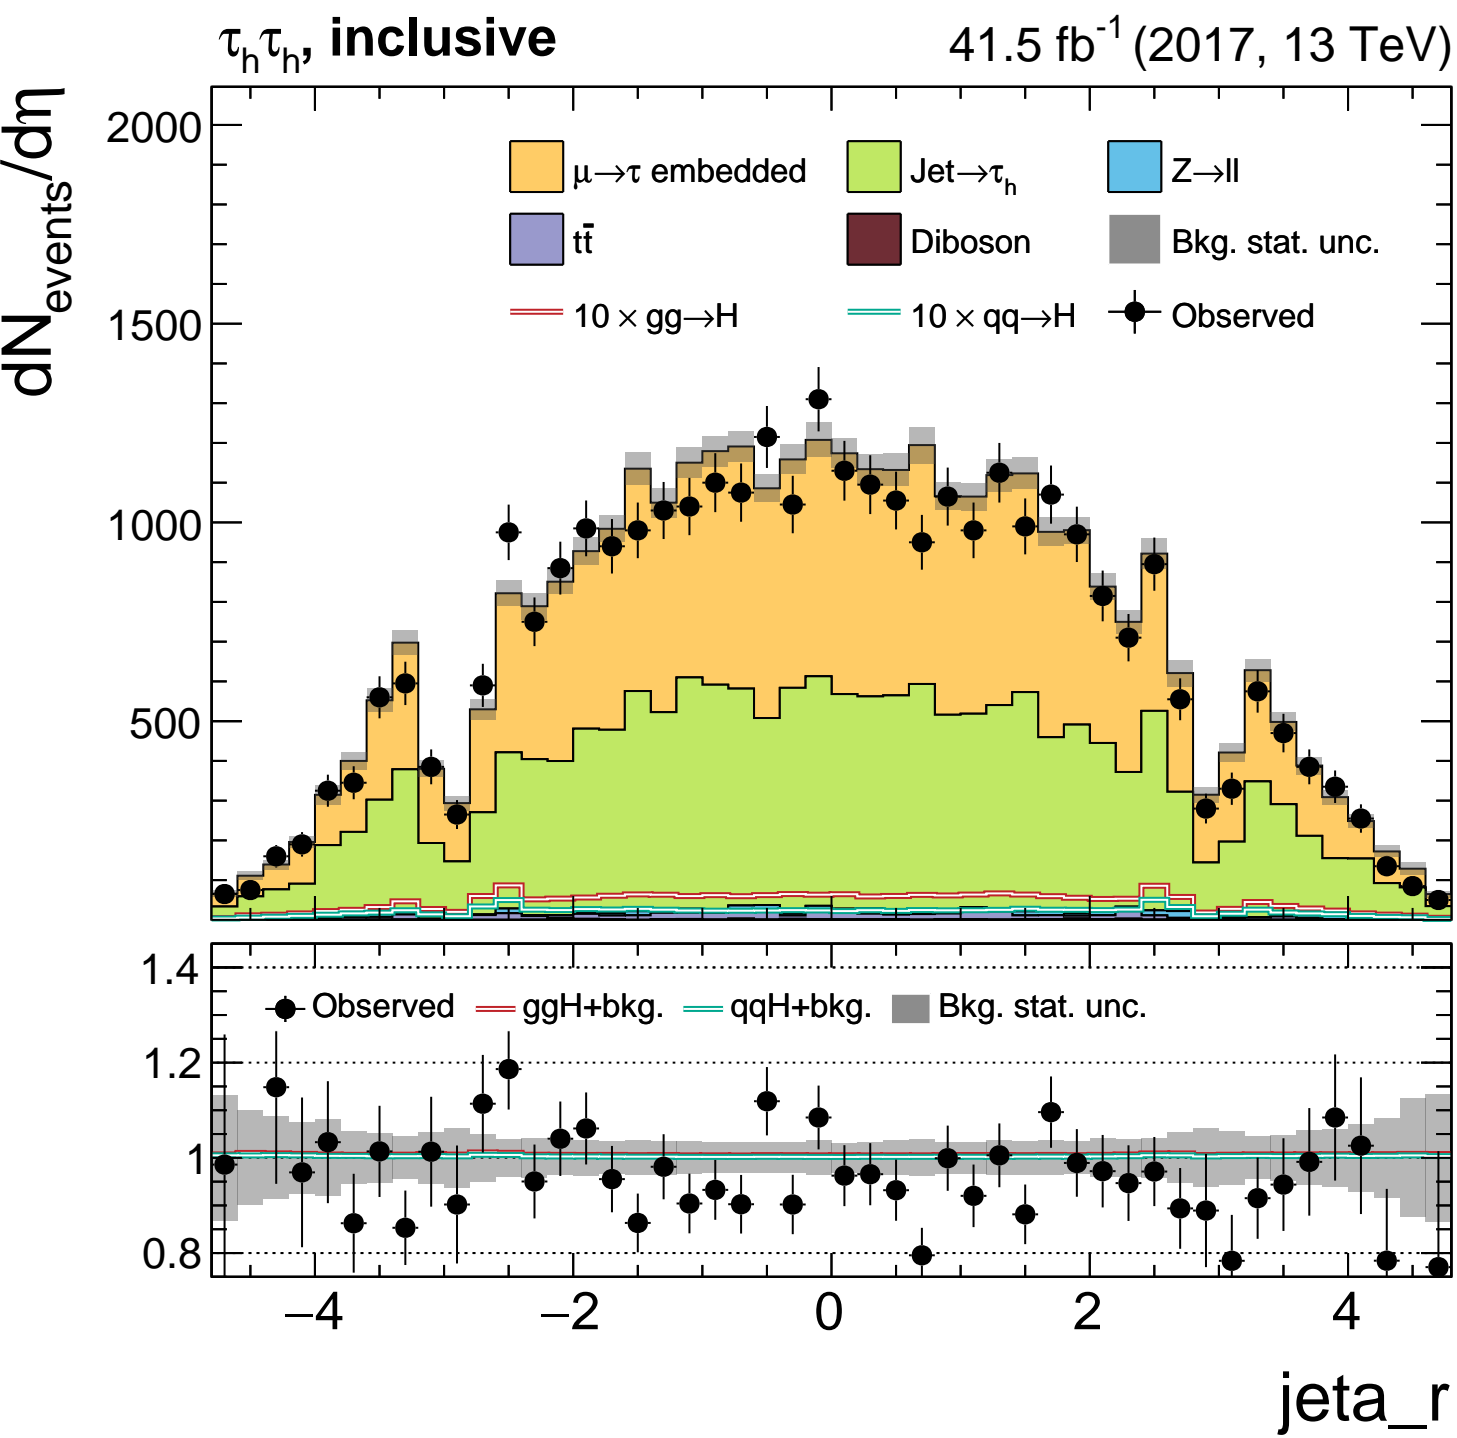 τhτh, inclusive 41.5 fb-1 (2017, 13 TeV)
dNevents/dη
2000
1500
1000
500
μ→τ embedded Jet→τh Z→ll
tt̄ Diboson Bkg. stat. unc.
10 × gg→H 10 × qq→H Observed
1.4
1.2
1
0.8
Observed ggH+bkg. qqH+bkg. Bkg. stat. unc.
−4 −2 0 2 4
jeta_r